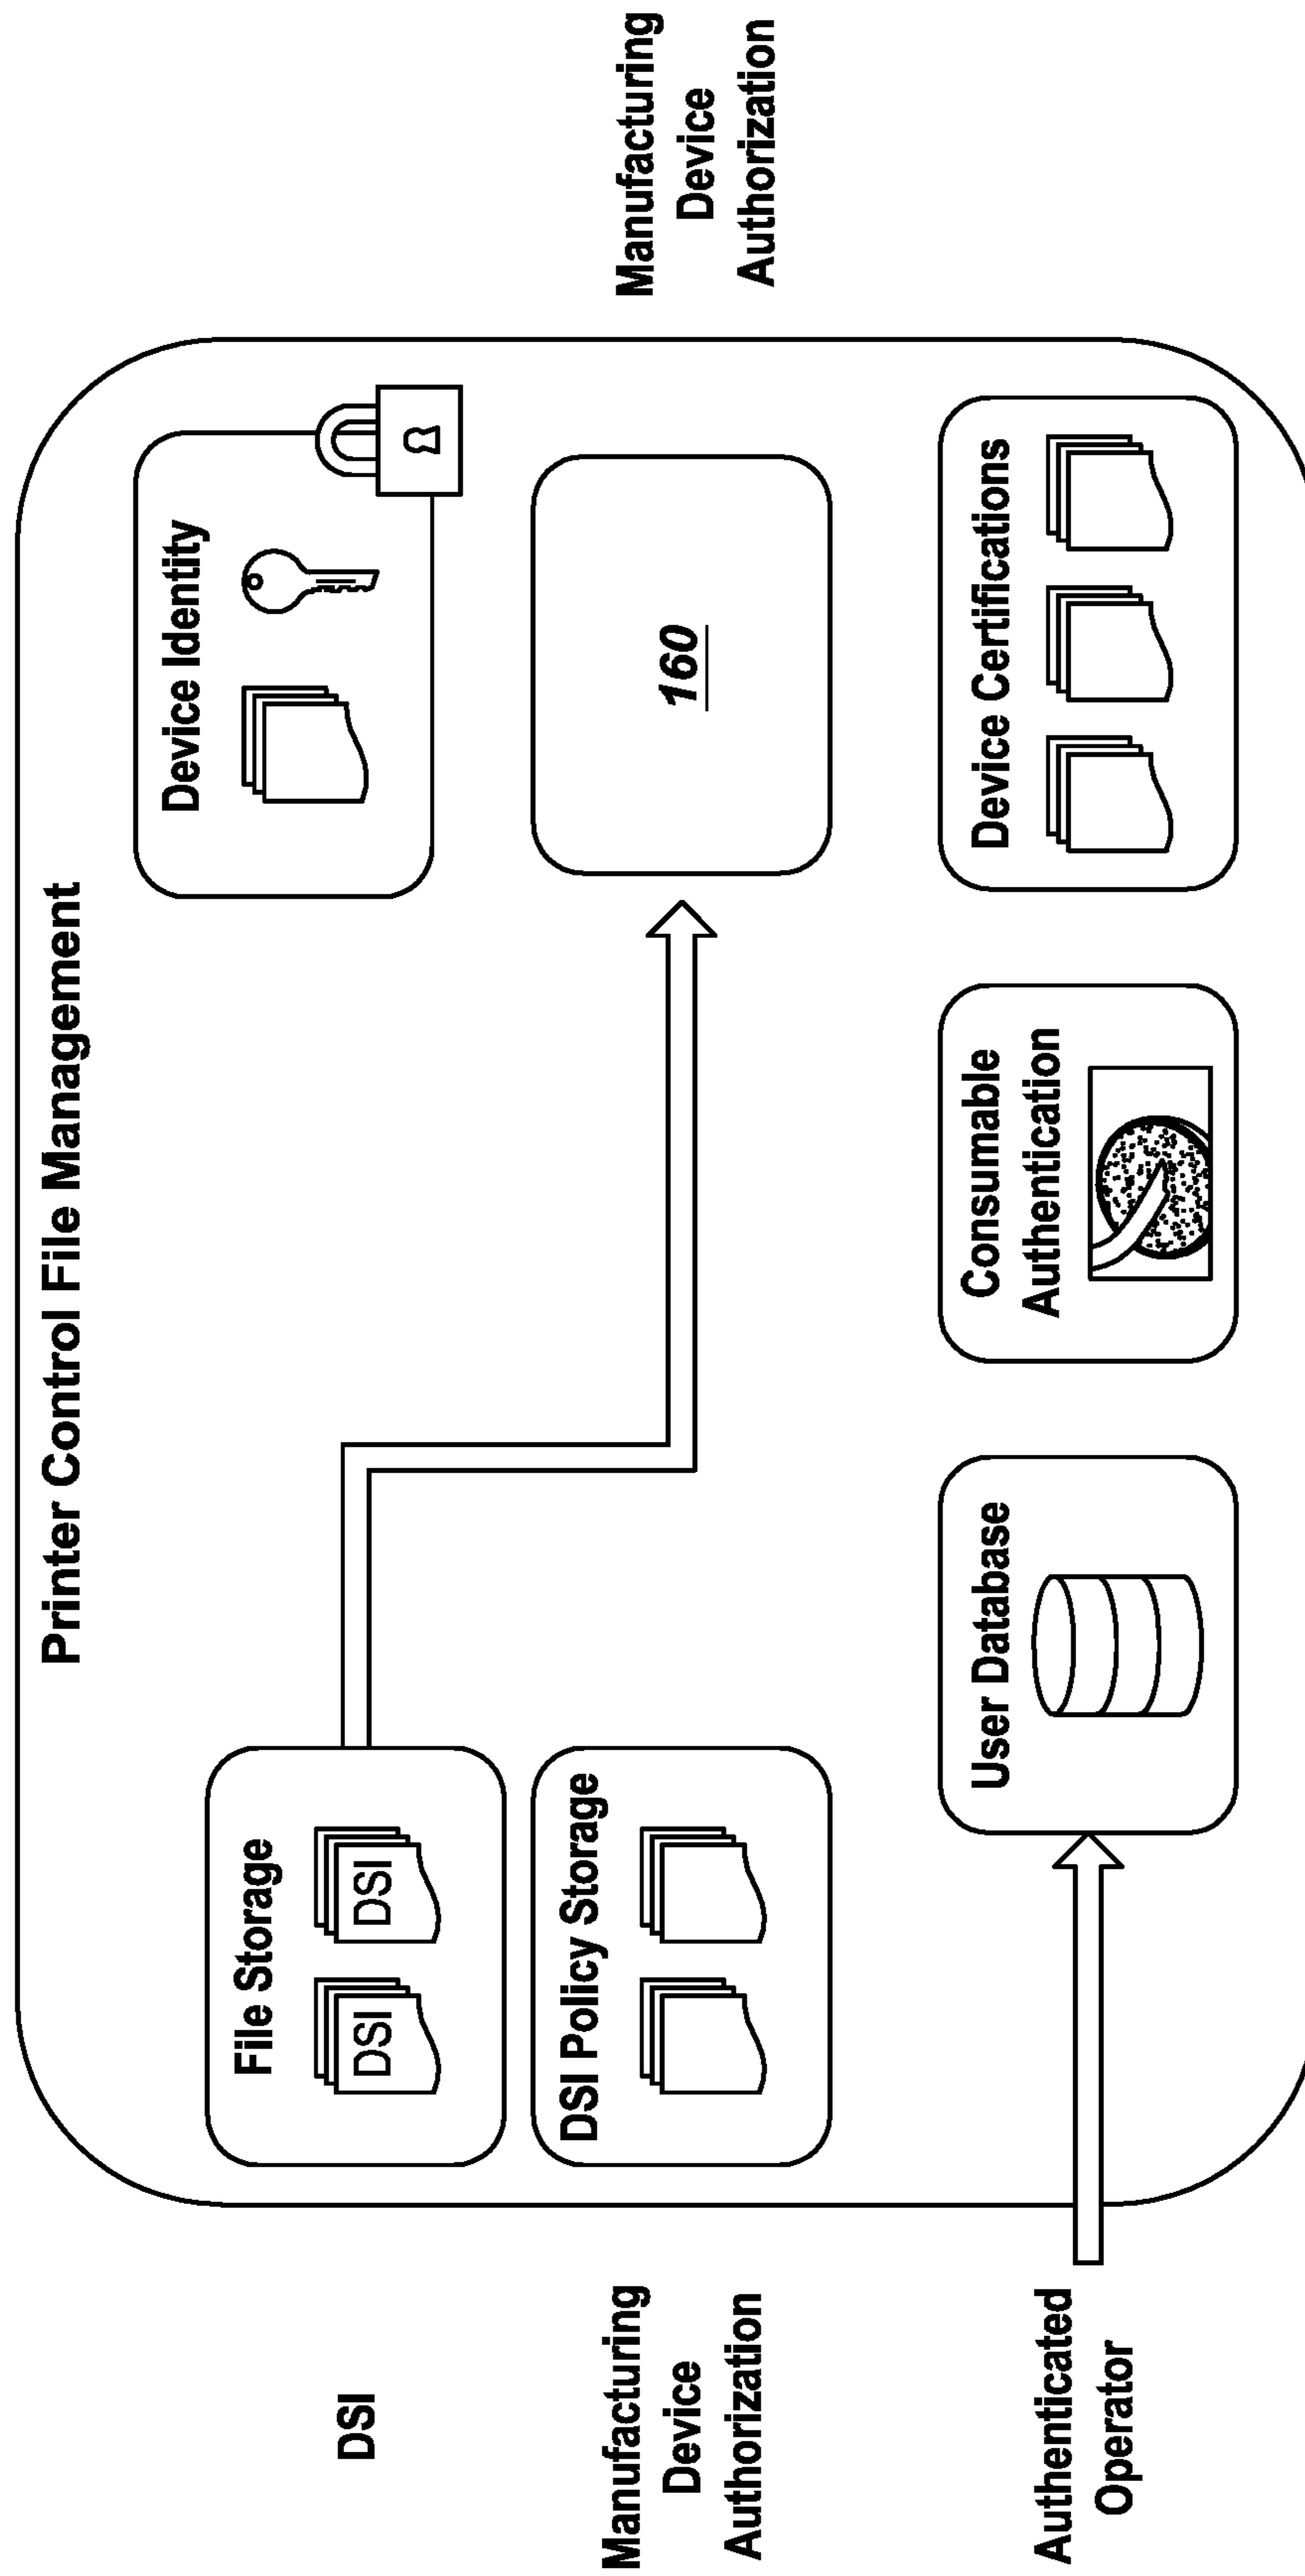 Printer Control File Management
DSI
File Storage
DSI
DSI
Device Identity
Manufacturing
Device
Authorization
DSI Policy Storage
160
Manufacturing
Device
Authorization
Authenticated
Operator
User Database
Consumable
Authentication
Device Certifications